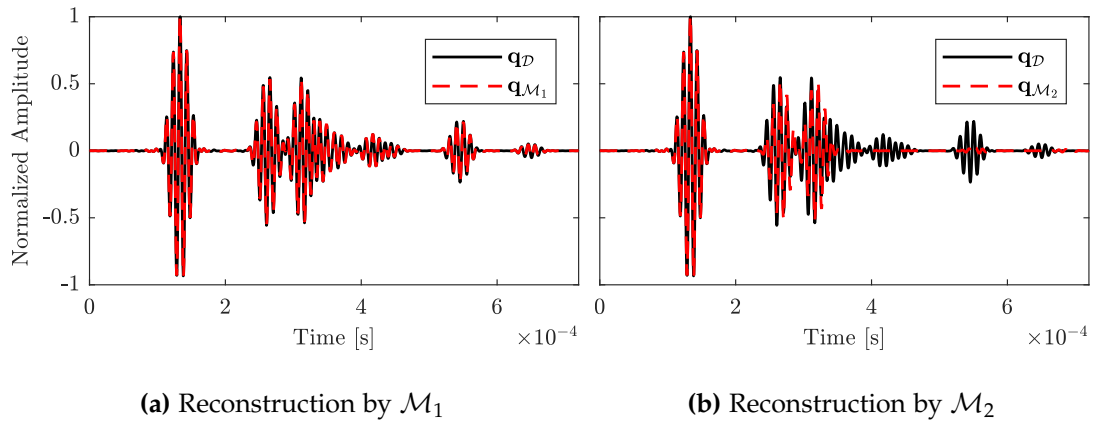 Normalized Amplitude
1
0.5
0
-0.5
-1
0 2 4 6
Time [s] ×10⁻⁴
q𝒟
qℳ₁
0 2 4 6
Time [s] ×10⁻⁴
q𝒟
qℳ₂
(a) Reconstruction by ℳ₁
(b) Reconstruction by ℳ₂